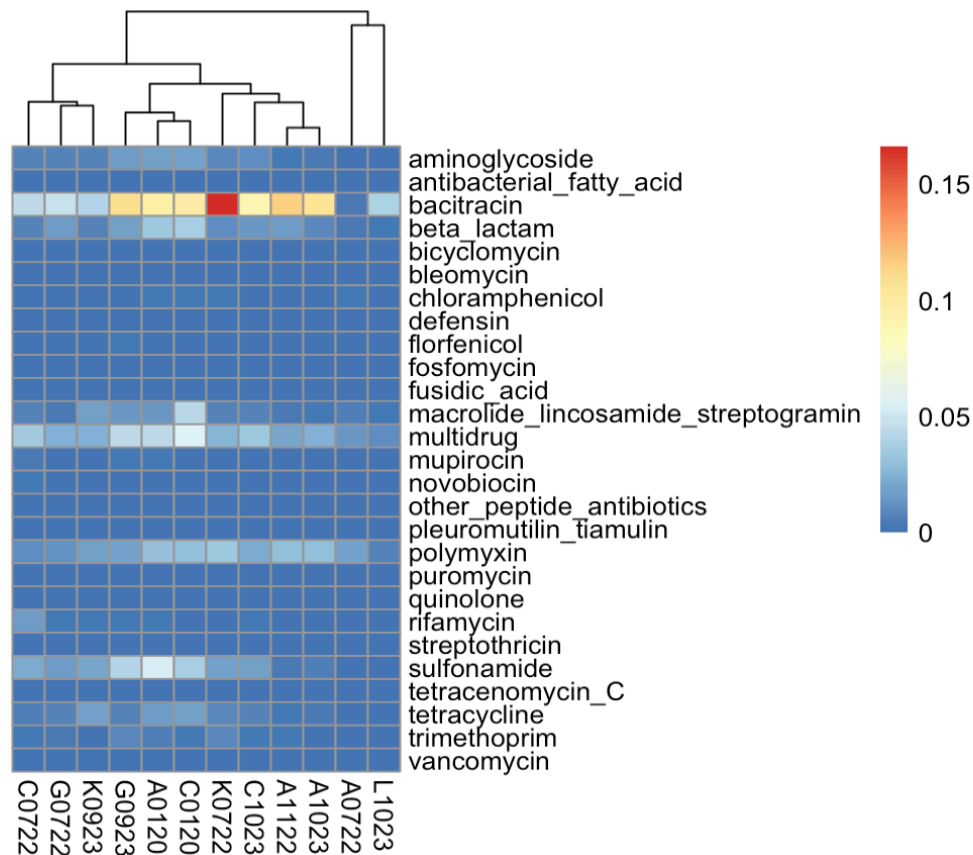 aminoglycoside
antibacterial_fatty_acid
bacitracin
beta_lactam
bicyclomycin
bleomycin
chloramphenicol
defensin
florfenicol
fosfomycin
fusidic_acid
macrolide_lincosamide_streptogramin
multidrug
mupirocin
novobiocin
other_peptide_antibiotics
pleuromutilin_tiamulin
polymyxin
puromycin
quinolone
rifamycin
streptothricin
sulfonamide
tetracenomycin_C
tetracycline
trimethoprim
vancomycin
0.15
0.1
0.05
0
C0722
G0722
K0923
G0923
A0120
C0120
K0722
C1023
A1122
A1023
A0722
L1023